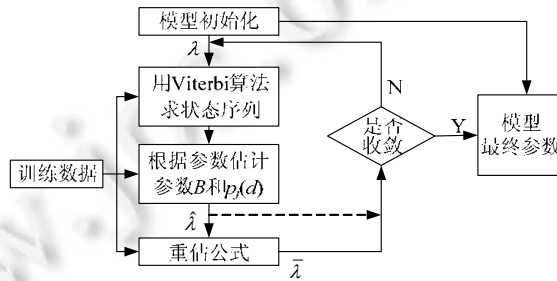 模型初始化
λ
用Viterbi算法
求状态序列
训练数据
根据参数估计
参数B和pⱼ(d)
λ̂
重估公式
λ̄
N
是否
收敛
Y
模型
最终参数